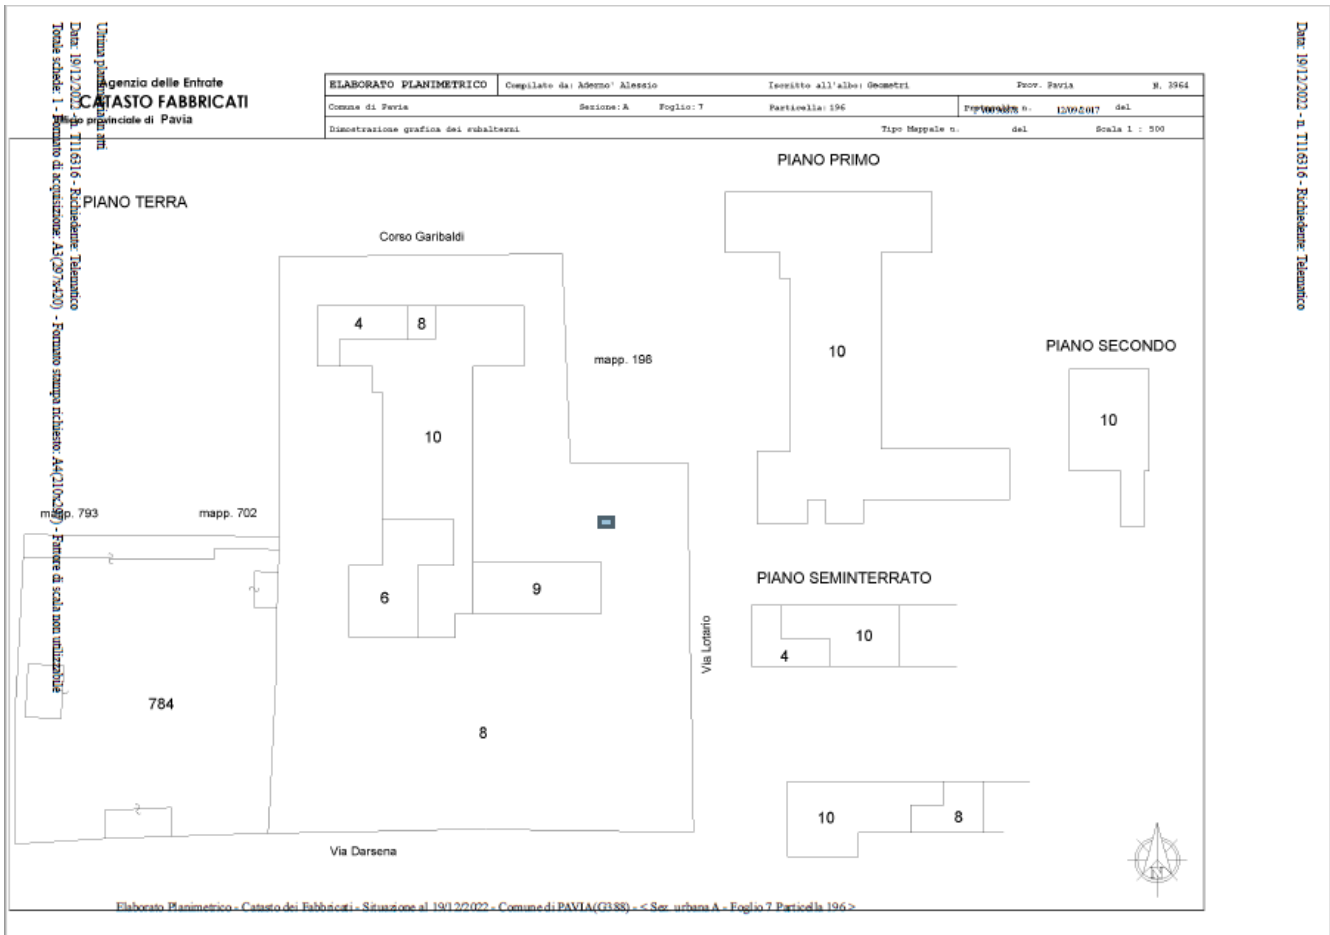 Data: 19/12/2022 - n. T116316 - Richiedente: Telematico
Totale schede: 1 - Formato di acquisizione: A3(297x420) - Formato stampa richiesto: A4(210x297) - Fattore di scala non utilizzabile
Ultima planimetria in atti
Agenzia delle Entrate
CATASTO FABBRICATI
Ufficio provinciale di Pavia
ELABORATO PLANIMETRICO
Compilato da: Aderno' Alessio
Iscritto all'albo: Geometri
Prov. Pavia
N. 3964
Comune di Pavia
Sezione: A
Foglio: 7
Particella: 196
Protocollo n.
12/09/2017
del
Dimostrazione grafica dei subalterni
Tipo Mappale n.
del
Scala 1 : 500
PIANO TERRA
Corso Garibaldi
4
8
mapp. 198
10
mapp. 793
mapp. 702
6
9
784
8
Via Lotario
Via Darsena
PIANO PRIMO
10
PIANO SECONDO
10
PIANO SEMINTERRATO
10
4
10
8
N
Elaborato Planimetrico - Catasto dei Fabbricati - Situazione al 19/12/2022 - Comune di PAVIA(G388) - < Sez. urbana A - Foglio 7 Particella 196 >
Data: 19/12/2022 - n. T116316 - Richiedente: Telematico